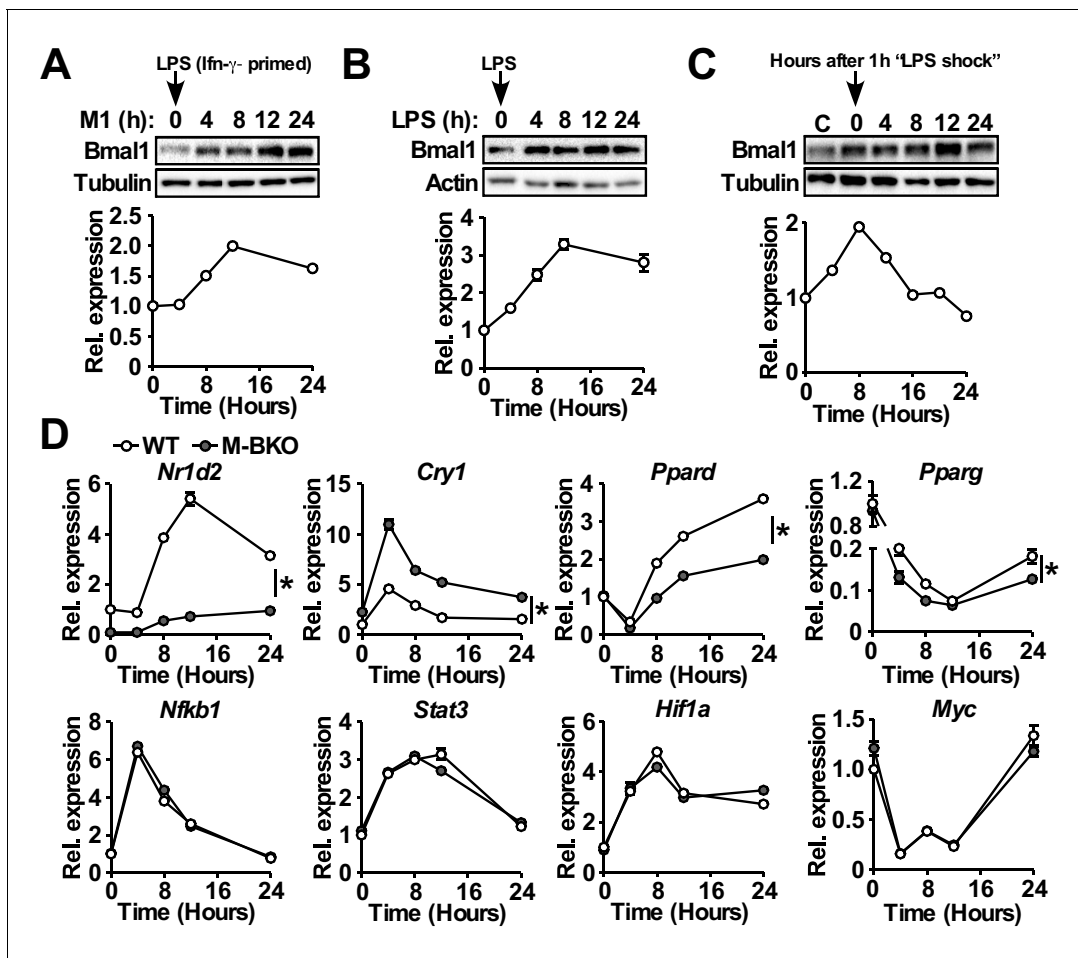 A
LPS (Ifn-γ- primed)
M1 (h): 0 4 8 12 24
Bmal1
Tubulin
Rel. expression
2.5
2.0
1.5
1.0
0.5
0
0 8 16 24
Time (Hours)
B
LPS
LPS (h): 0 4 8 12 24
Bmal1
Actin
Rel. expression
4
3
2
1
0
0 8 16 24
Time (Hours)
C
Hours after 1h “LPS shock”
C 0 4 8 12 24
Bmal1
Tubulin
Rel. expression
2
1
0
0 8 16 24
Time (Hours)
D
WT M-BKO
Nr1d2
Rel. expression
6
4
2
0
*
0 8 16 24
Time (Hours)
Cry1
Rel. expression
15
10
5
0
*
0 8 16 24
Time (Hours)
Ppard
Rel. expression
4
3
2
1
0
*
0 8 16 24
Time (Hours)
Pparg
Rel. expression
1.2
1.0
0.8
0.2
0.1
0
*
0 8 16 24
Time (Hours)
Nfkb1
Rel. expression
8
6
4
2
0
0 8 16 24
Time (Hours)
Stat3
Rel. expression
4
3
2
1
0
0 8 16 24
Time (Hours)
Hif1a
Rel. expression
6
4
2
0
0 8 16 24
Time (Hours)
Myc
Rel. expression
1.5
1.0
0.5
0
0 8 16 24
Time (Hours)